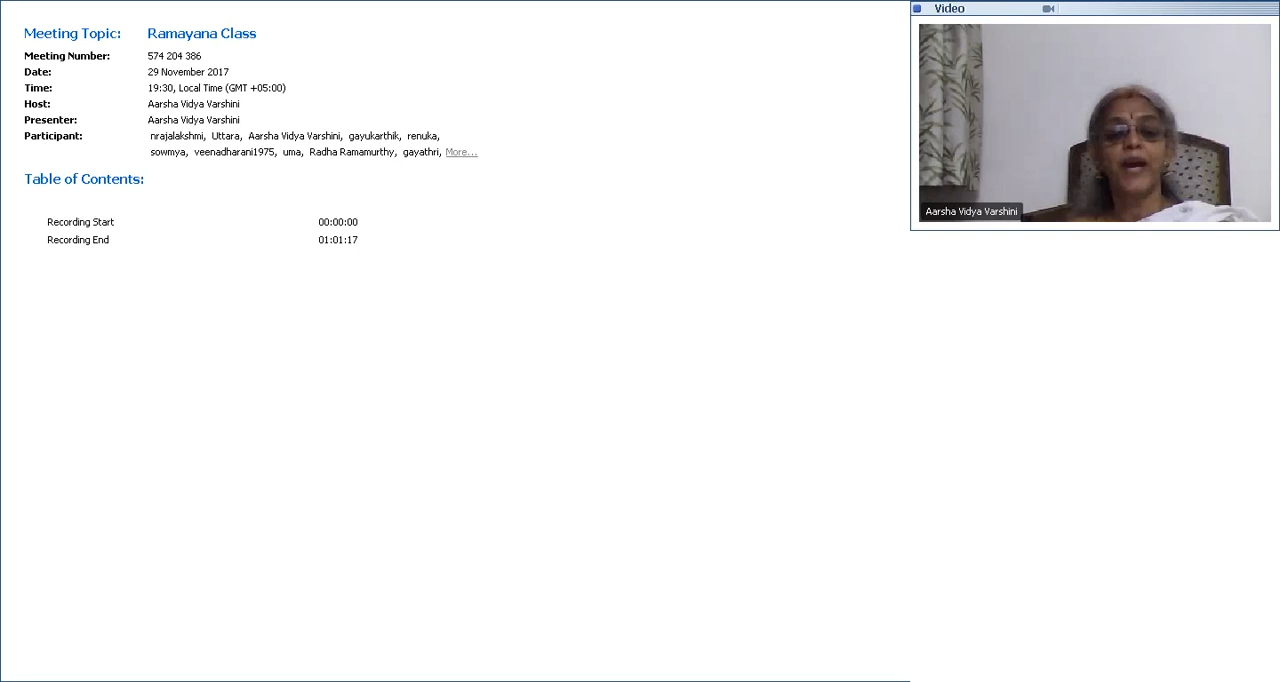 Meeting Topic: Ramayana Class
Meeting Number: 574 204 386
Date: 29 November 2017
Time: 19:30, Local Time (GMT +05:00)
Host: Aarsha Vidya Varshini
Presenter: Aarsha Vidya Varshini
Participant: nrajalakshmi, Uttara, Aarsha Vidya Varshini, gayukarthik, renuka,
sowmya, veenadharani1975, uma, Radha Ramamurthy, gayathri, More...
Table of Contents:
Recording Start 00:00:00
Recording End 01:01:17
Video
Aarsha Vidya Varshini